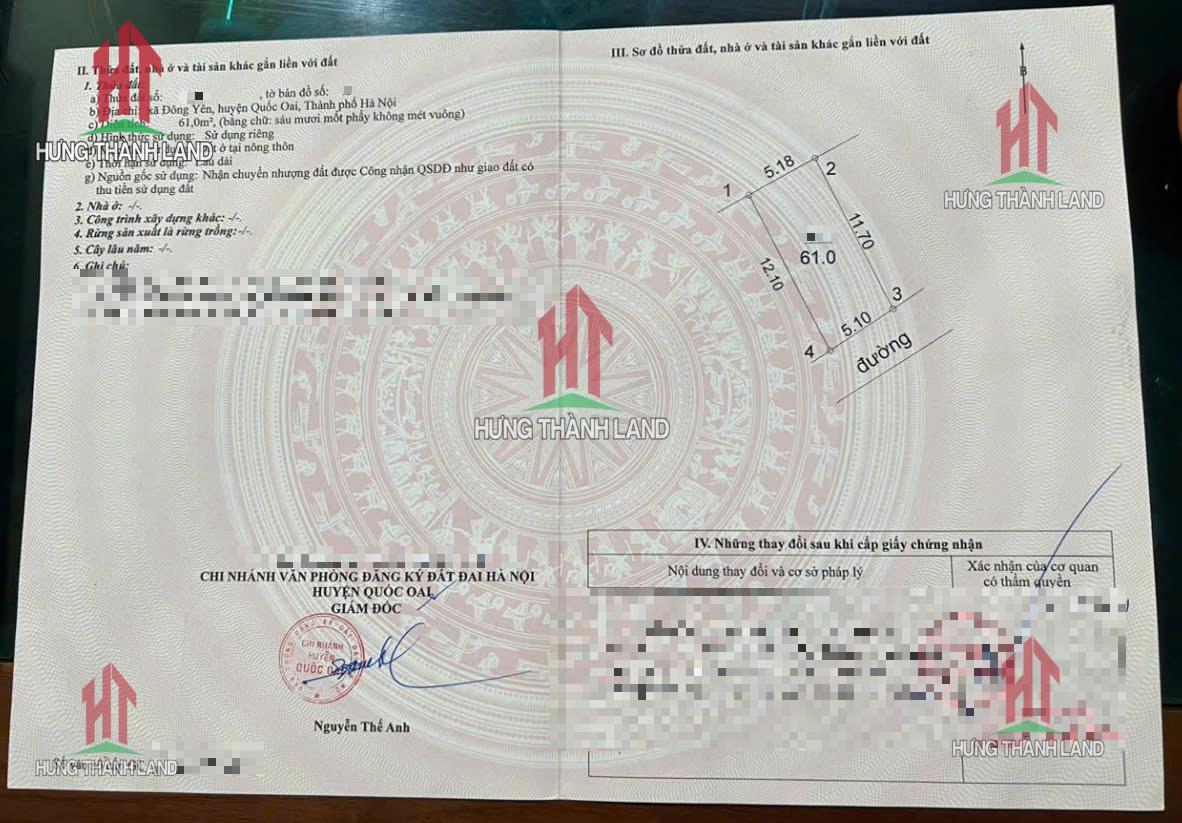 II. Thửa đất, nhà ở và tài sản khác gắn liền với đất
1. Thửa đất:
a) Thửa đất số: , tờ bản đồ số:
b) Địa chỉ: xã Đông Yên, huyện Quốc Oai, Thành phố Hà Nội
c) Diện tích: 61,0m², (bằng chữ: sáu mươi mốt phẩy không mét vuông)
d) Hình thức sử dụng: Sử dụng riêng
ở tại nông thôn
e) Thời hạn sử dụng: Lâu dài
g) Nguồn gốc sử dụng: Nhận chuyển nhượng đất được Công nhận QSDĐ như giao đất có
thu tiền sử dụng đất
2. Nhà ở: -/-.
3. Công trình xây dựng khác: -/-.
4. Rừng sản xuất là rừng trồng: -/-.
5. Cây lâu năm: -/-.
6. Ghi chú:
CHI NHÁNH VĂN PHÒNG ĐĂNG KÝ ĐẤT ĐAI HÀ NỘI
HUYỆN QUỐC OAI
GIÁM ĐỐC
CHI NHÁNH
HUYỆN
QUỐC
Nguyễn Thế Anh
III. Sơ đồ thửa đất, nhà ở và tài sản khác gắn liền với đất
B
1
5.18
2
11.70
61.0
12.10
3
5.10
4
đường
IV. Những thay đổi sau khi cấp giấy chứng nhận
Nội dung thay đổi và cơ sở pháp lý
Xác nhận của cơ quan
có thẩm quyền
HƯNG THÀNH LAND
HƯNG THÀNH LAND
HƯNG THÀNH LAND
HƯNG THÀNH LAND
HƯNG THÀNH LAND